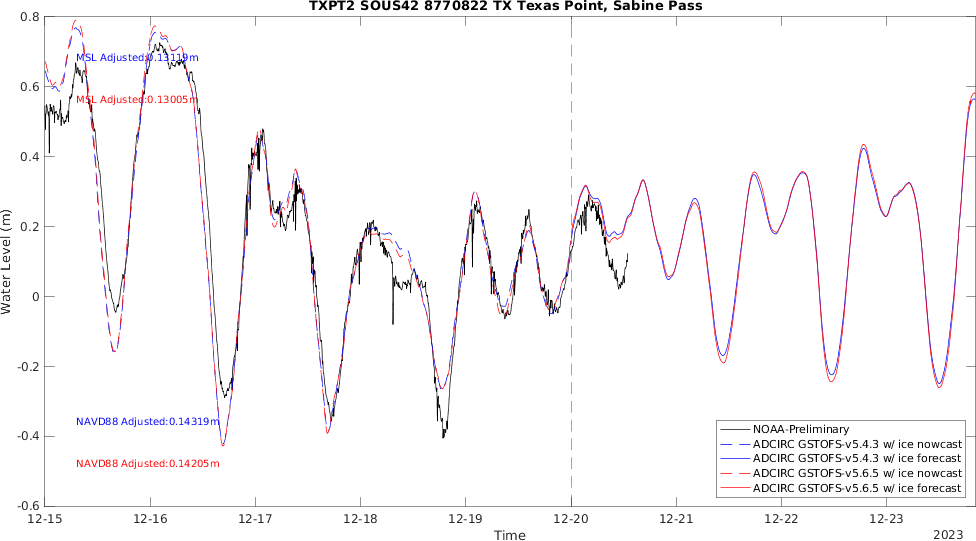 TXPT2 SOUS42 8770822 TX Texas Point, Sabine Pass
0.8
0.6
0.4
0.2
0
-0.2
-0.4
-0.6
Water Level (m)
MSL Adjusted:0.13119m
MSL Adjusted:0.13005m
NAVD88 Adjusted:0.14319m
NAVD88 Adjusted:0.14205m
NOAA-Preliminary
ADCIRC GSTOFS-v5.4.3 w/ ice nowcast
ADCIRC GSTOFS-v5.4.3 w/ ice forecast
ADCIRC GSTOFS-v5.6.5 w/ ice nowcast
ADCIRC GSTOFS-v5.6.5 w/ ice forecast
12-15 12-16 12-17 12-18 12-19 12-20 12-21 12-22 12-23
Time
2023